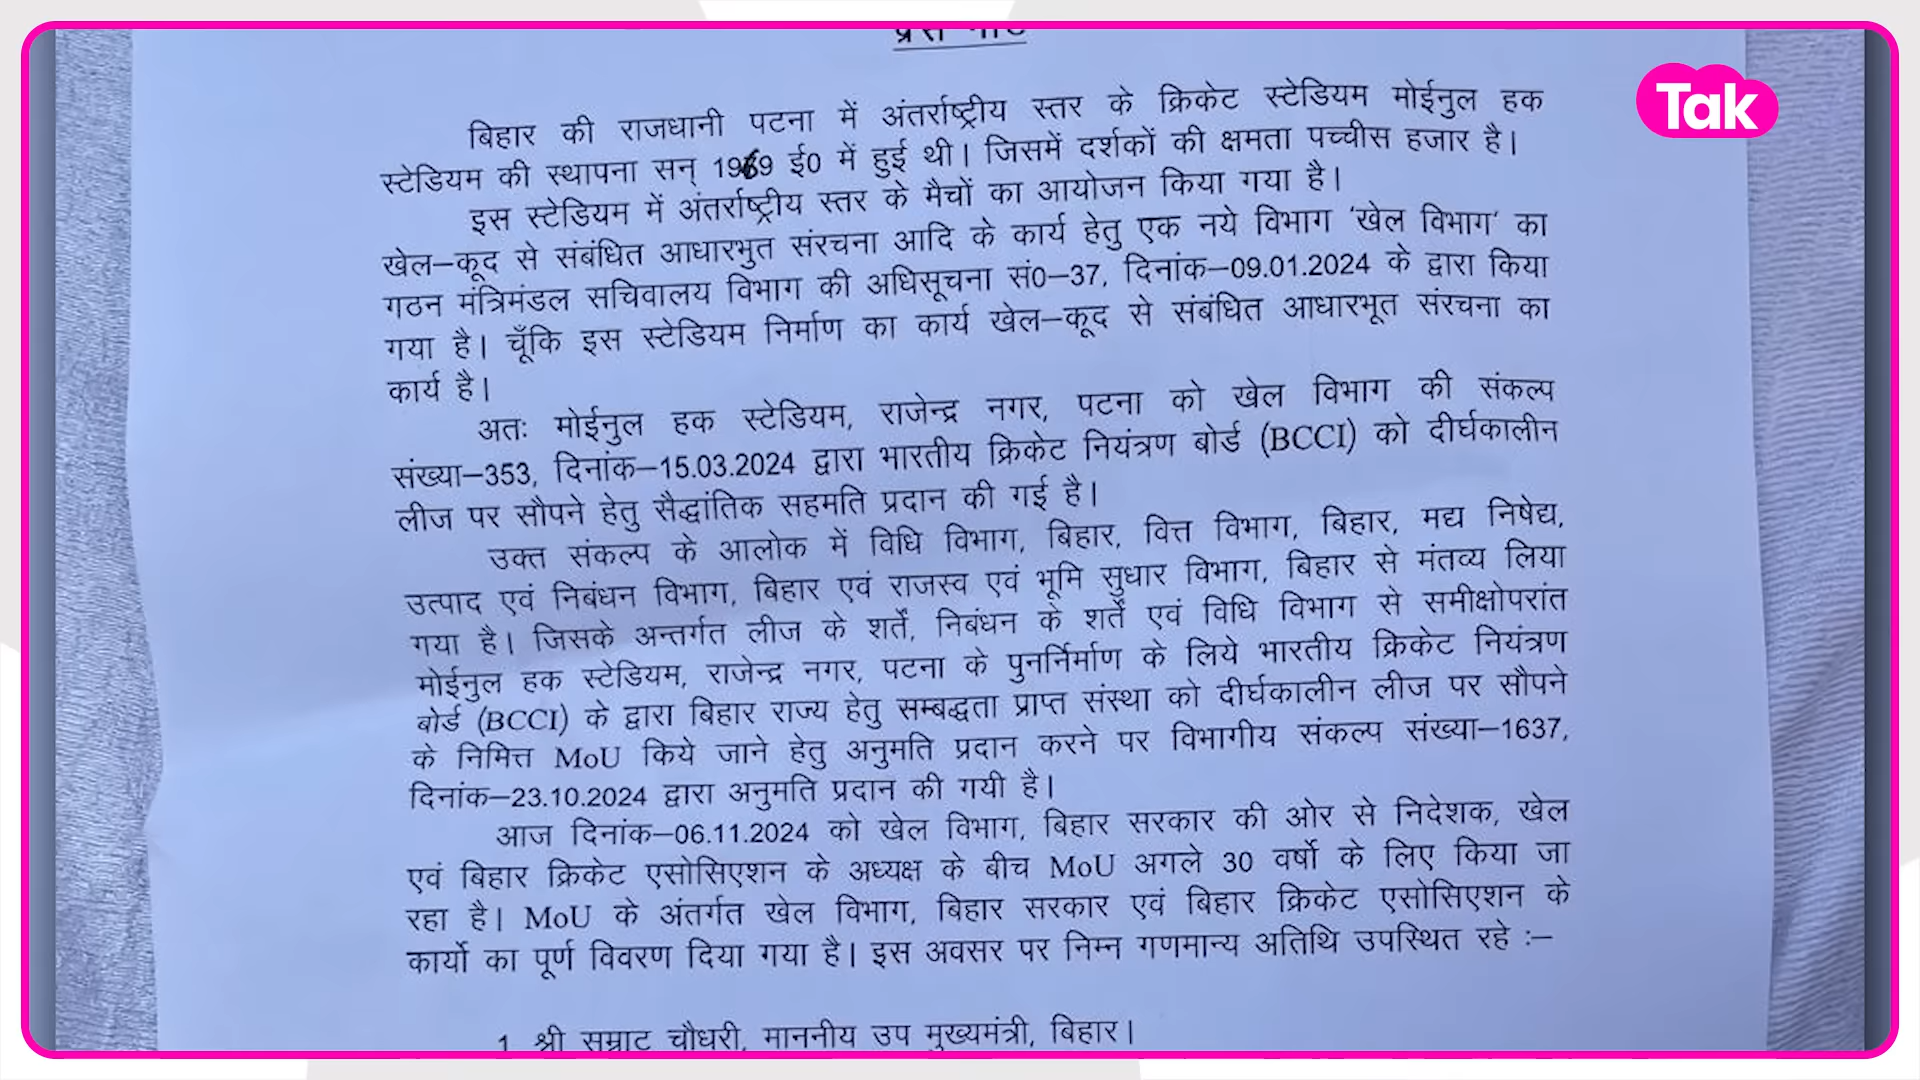 Tak
बिहार की राजधानी पटना में अंतर्राष्ट्रीय स्तर के क्रिकेट स्टेडियम मोईनुल हक
स्टेडियम की स्थापना सन् 1969 ई0 में हुई थी। जिसमें दर्शकों की क्षमता पच्चीस हजार है।
इस स्टेडियम में अंतर्राष्ट्रीय स्तर के मैचों का आयोजन किया गया है।
खेल–कूद से संबंधित आधारभुत संरचना आदि के कार्य हेतु एक नये विभाग 'खेल विभाग' का
गठन मंत्रिमंडल सचिवालय विभाग की अधिसूचना सं0–37, दिनांक–09.01.2024 के द्वारा किया
गया है। चूँकि इस स्टेडियम निर्माण का कार्य खेल–कूद से संबंधित आधारभूत संरचना का
कार्य है।
अतः मोईनुल हक स्टेडियम, राजेन्द्र नगर, पटना को खेल विभाग की संकल्प
संख्या–353, दिनांक–15.03.2024 द्वारा भारतीय क्रिकेट नियंत्रण बोर्ड (BCCI) को दीर्घकालीन
लीज पर सौपने हेतु सैद्धांतिक सहमति प्रदान की गई है।
उक्त संकल्प के आलोक में विधि विभाग, बिहार, वित्त विभाग, बिहार, मद्य निषेद्य,
उत्पाद एवं निबंधन विभाग, बिहार एवं राजस्व एवं भूमि सुधार विभाग, बिहार से मंतव्य लिया
गया है। जिसके अन्तर्गत लीज के शर्तें, निबंधन के शर्तें एवं विधि विभाग से समीक्षोपरांत
मोईनुल हक स्टेडियम, राजेन्द्र नगर, पटना के पुनर्निर्माण के लिये भारतीय क्रिकेट नियंत्रण
बोर्ड (BCCI) के द्वारा बिहार राज्य हेतु सम्बद्धता प्राप्त संस्था को दीर्घकालीन लीज पर सौपने
के निमित्त MoU किये जाने हेतु अनुमति प्रदान करने पर विभागीय संकल्प संख्या–1637,
दिनांक–23.10.2024 द्वारा अनुमति प्रदान की गयी है।
आज दिनांक–06.11.2024 को खेल विभाग, बिहार सरकार की ओर से निदेशक, खेल
एवं बिहार क्रिकेट एसोसिएशन के अध्यक्ष के बीच MoU अगले 30 वर्षो के लिए किया जा
रहा है। MoU के अंतर्गत खेल विभाग, बिहार सरकार एवं बिहार क्रिकेट एसोसिएशन के
कार्यो का पूर्ण विवरण दिया गया है। इस अवसर पर निम्न गणमान्य अतिथि उपस्थित रहे :–
1. श्री सम्राट चौधरी, माननीय उप मुख्यमंत्री, बिहार।